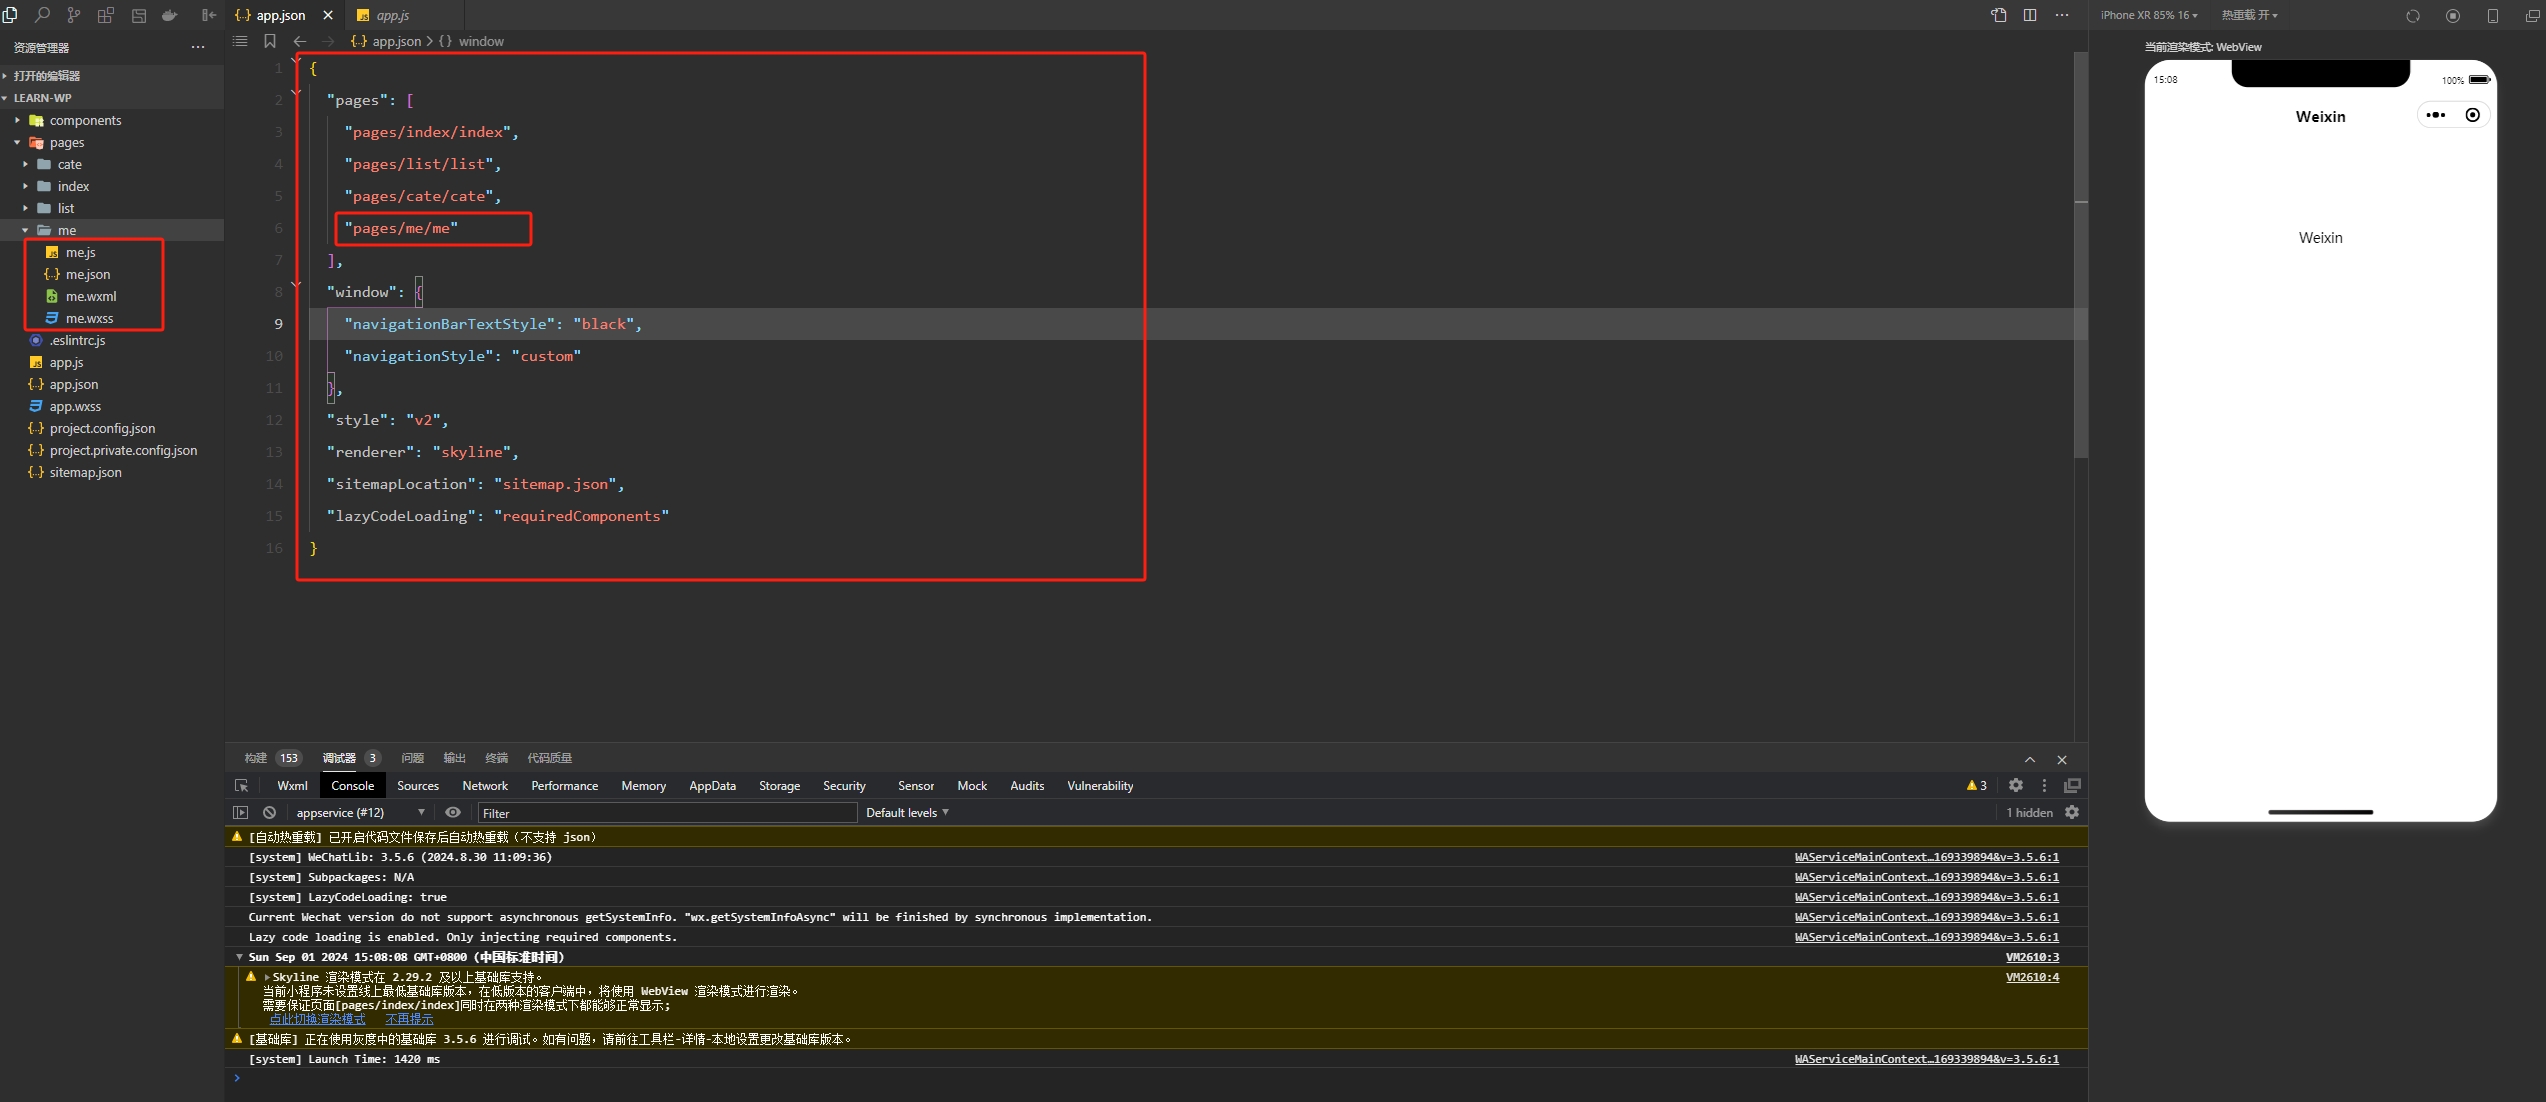 app.json
app.js
iPhone XR 85% 16
热重载 开
资源管理器
app.json > {} window
当前渲染模式: WebView
打开的编辑器
LEARN-WP
components
pages
cate
index
list
me
me.js
me.json
me.wxml
me.wxss
.eslintrc.js
app.js
app.json
app.wxss
project.config.json
project.private.config.json
sitemap.json
1 {
2 "pages": [
3 "pages/index/index",
4 "pages/list/list",
5 "pages/cate/cate",
6 "pages/me/me"
7 ],
8 "window": {
9 "navigationBarTextStyle": "black",
10 "navigationStyle": "custom"
11 },
12 "style": "v2",
13 "renderer": "skyline",
14 "sitemapLocation": "sitemap.json",
15 "lazyCodeLoading": "requiredComponents"
16 }
15:08
100%
Weixin
Weixin
构建 153 调试器 3 问题 输出 终端 代码质量
Wxml Console Sources Network Performance Memory AppData Storage Security Sensor Mock Audits Vulnerability
3
appservice (#12)
Filter
Default levels
1 hidden
[自动热重载] 已开启代码文件保存后自动热重载（不支持 json）
[system] WeChatLib: 3.5.6 (2024.8.30 11:09:36) WAServiceMainContext…169339894&v=3.5.6:1
[system] Subpackages: N/A WAServiceMainContext…169339894&v=3.5.6:1
[system] LazyCodeLoading: true WAServiceMainContext…169339894&v=3.5.6:1
Current Wechat version do not support asynchronous getSystemInfo. "wx.getSystemInfoAsync" will be finished by synchronous implementation. WAServiceMainContext…169339894&v=3.5.6:1
Lazy code loading is enabled. Only injecting required components. WAServiceMainContext…169339894&v=3.5.6:1
Sun Sep 01 2024 15:08:08 GMT+0800 (中国标准时间) VM2610:3
Skyline 渲染模式在 2.29.2 及以上基础库支持。 VM2610:4
当前小程序未设置线上最低基础库版本，在低版本的客户端中，将使用 WebView 渲染模式进行渲染。
需要保证页面[pages/index/index]同时在两种渲染模式下都能够正常显示;
点此切换渲染模式 不再提示
[基础库] 正在使用灰度中的基础库 3.5.6 进行调试。如有问题，请前往工具栏-详情-本地设置更改基础库版本。
[system] Launch Time: 1420 ms WAServiceMainContext…169339894&v=3.5.6:1